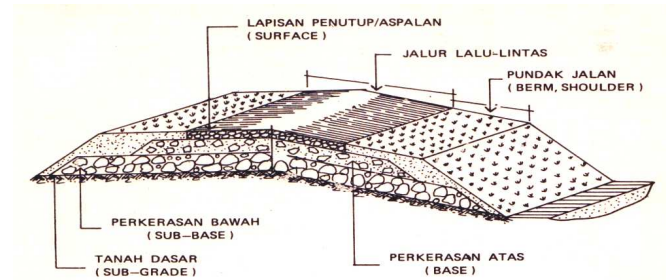 LAPISAN PENUTUP/ASPALAN
(SURFACE)
JALUR LALU-LINTAS
PUNDAK JALAN
(BERM, SHOULDER)
PERKERASAN BAWAH
(SUB-BASE)
TANAH DASAR
(SUB-GRADE)
PERKERASAN ATAS
(BASE)